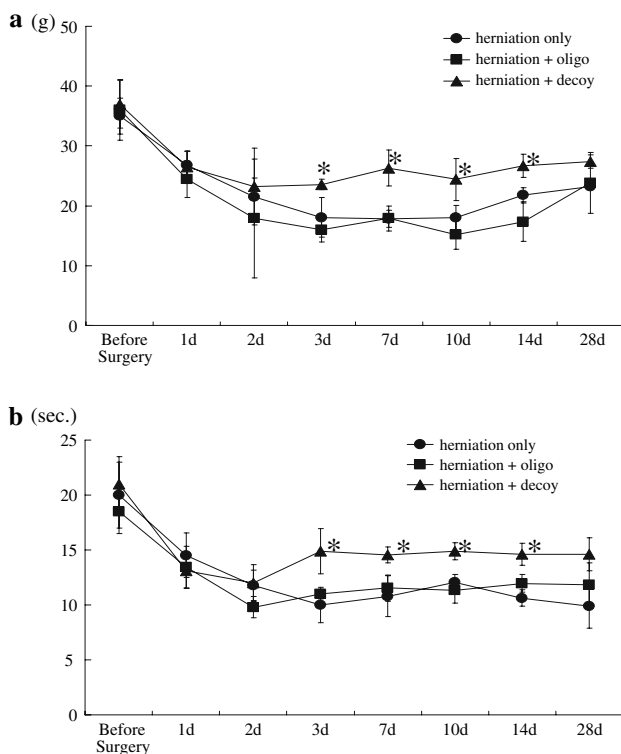 a (g)
50
40
30
20
10
0
herniation only
herniation + oligo
herniation + decoy
* * * *
Before
Surgery
1d 2d 3d 7d 10d 14d 28d
b (sec.)
25
20
15
10
5
0
herniation only
herniation + oligo
herniation + decoy
* * * *
Before
Surgery
1d 2d 3d 7d 10d 14d 28d